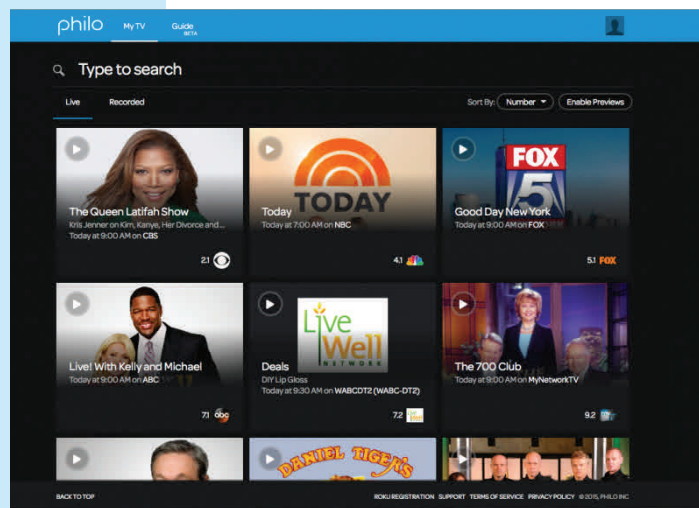 philo
My TV
Guide
BETA
Type to search
Live
Recorded
Sort By:
Number
Enable Previews
The Queen Latifah Show
Kris Jenner on Kim, Kanye, Her Divorce and...
Today at 9:00 AM on CBS
2.1
TODAY
Today
Today at 7:00 AM on NBC
4.1
FOX
5
Good Day New York
Today at 9:00 AM on FOX
5.1 FOX
Live! With Kelly and Michael
Today at 9:00 AM on ABC
7.1 abc
Live
Well
NETWORK
Deals
DIY Lip Gloss
Today at 9:30 AM on WABCDT2 (WABC-DT2)
7.2
The 700 Club
Today at 9:00 AM on MyNetworkTV
9.2
DANIEL TIGER'S
BACK TO TOP
ROKU REGISTRATION SUPPORT TERMS OF SERVICE PRIVACY POLICY © 2015, PHILO INC